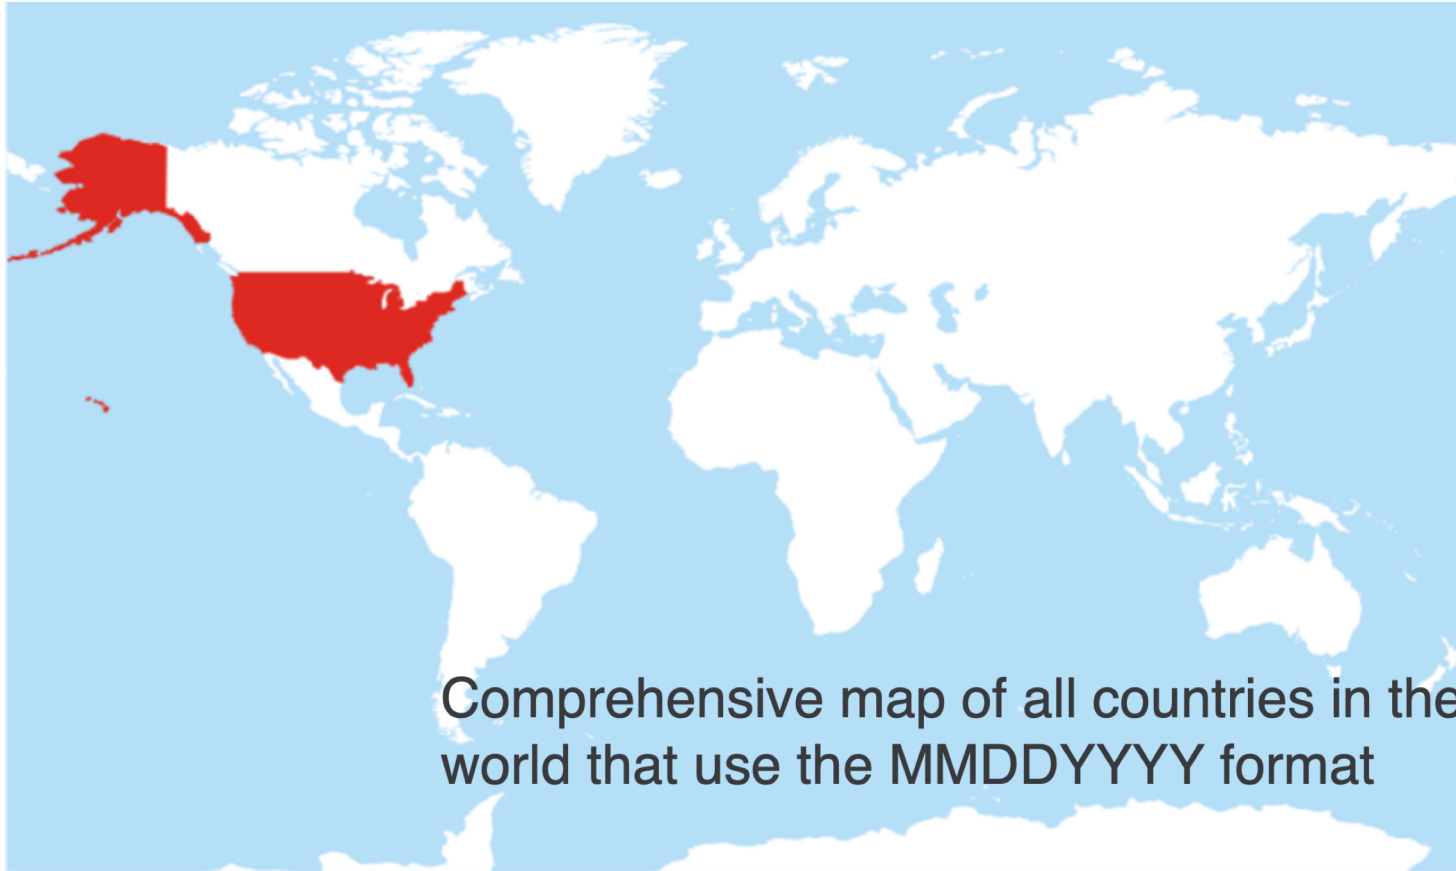 Comprehensive map of all countries in the
world that use the MMDDYYYY format